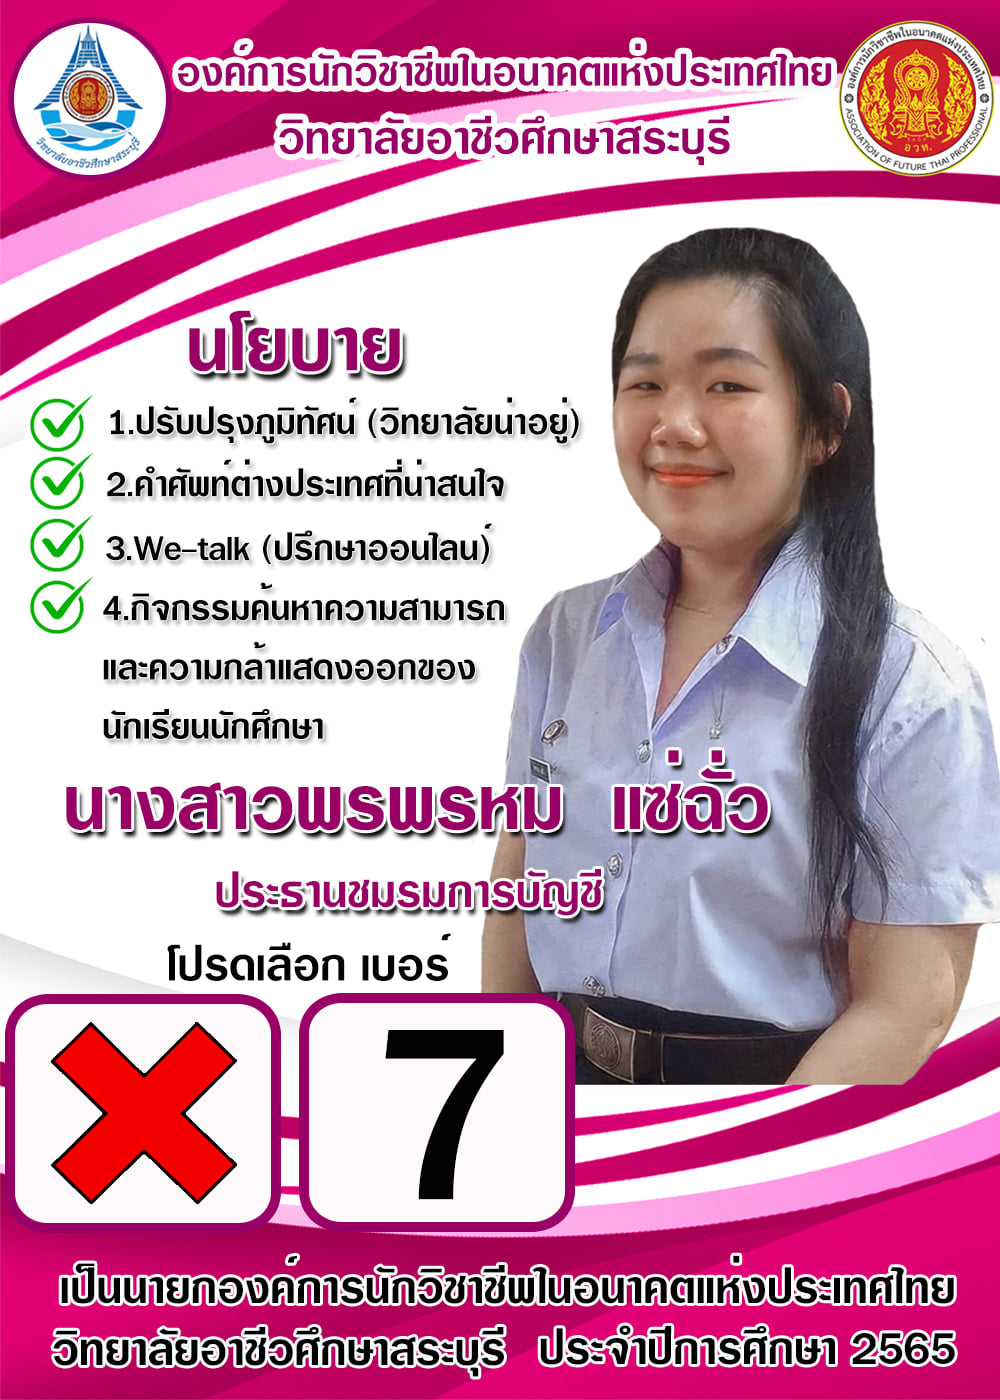 องค์การนักวิชาชีพในอนาคตแห่งประเทศไทย
วิทยาลัยอาชีวศึกษาสระบุรี
วิทยาลัยอาชีวศึกษาสระบุรี
องค์การนักวิชาชีพในอนาคตแห่งประเทศไทย
ASSOCIATION OF FUTURE THAI PROFESSIONAL
อวท.
นโยบาย
1.ปรับปรุงภูมิทัศน์ (วิทยาลัยน่าอยู่)
2.คำศัพท์ต่างประเทศที่น่าสนใจ
3.We-talk (ปรึกษาออนไลน์)
4.กิจกรรมค้นหาความสามารถ
และความกล้าแสดงออกของ
นักเรียนนักศึกษา
นางสาวพรพรหม แซ่ฉั่ว
ประธานชมรมการบัญชี
โปรดเลือก เบอร์
7
เป็นนายกองค์การนักวิชาชีพในอนาคตแห่งประเทศไทย
วิทยาลัยอาชีวศึกษาสระบุรี ประจำปีการศึกษา 2565